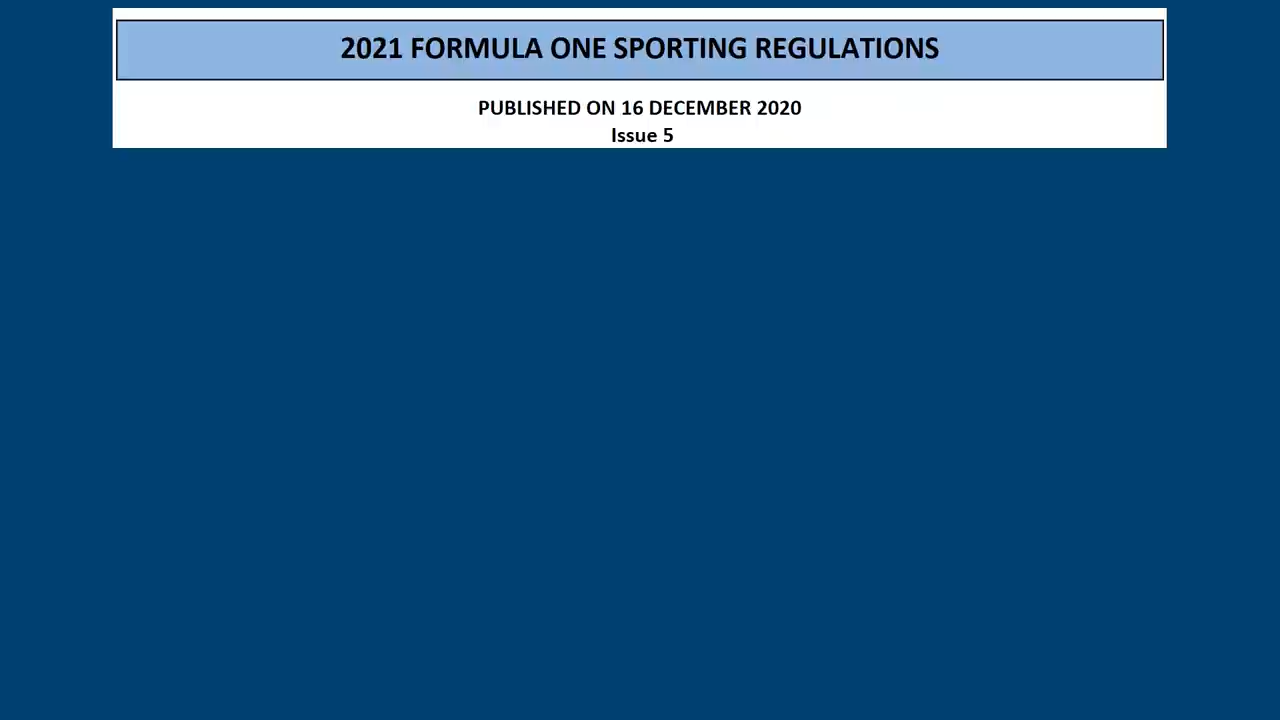 2021 FORMULA ONE SPORTING REGULATIONS
PUBLISHED ON 16 DECEMBER 2020
Issue 5